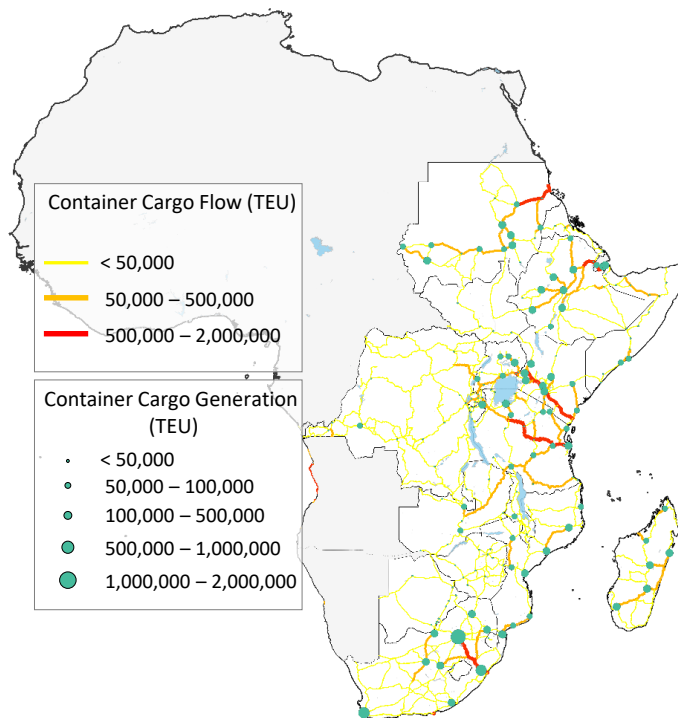 Container Cargo Flow (TEU)
< 50,000
50,000 – 500,000
500,000 – 2,000,000
Container Cargo Generation
(TEU)
< 50,000
50,000 – 100,000
100,000 – 500,000
500,000 – 1,000,000
1,000,000 – 2,000,000